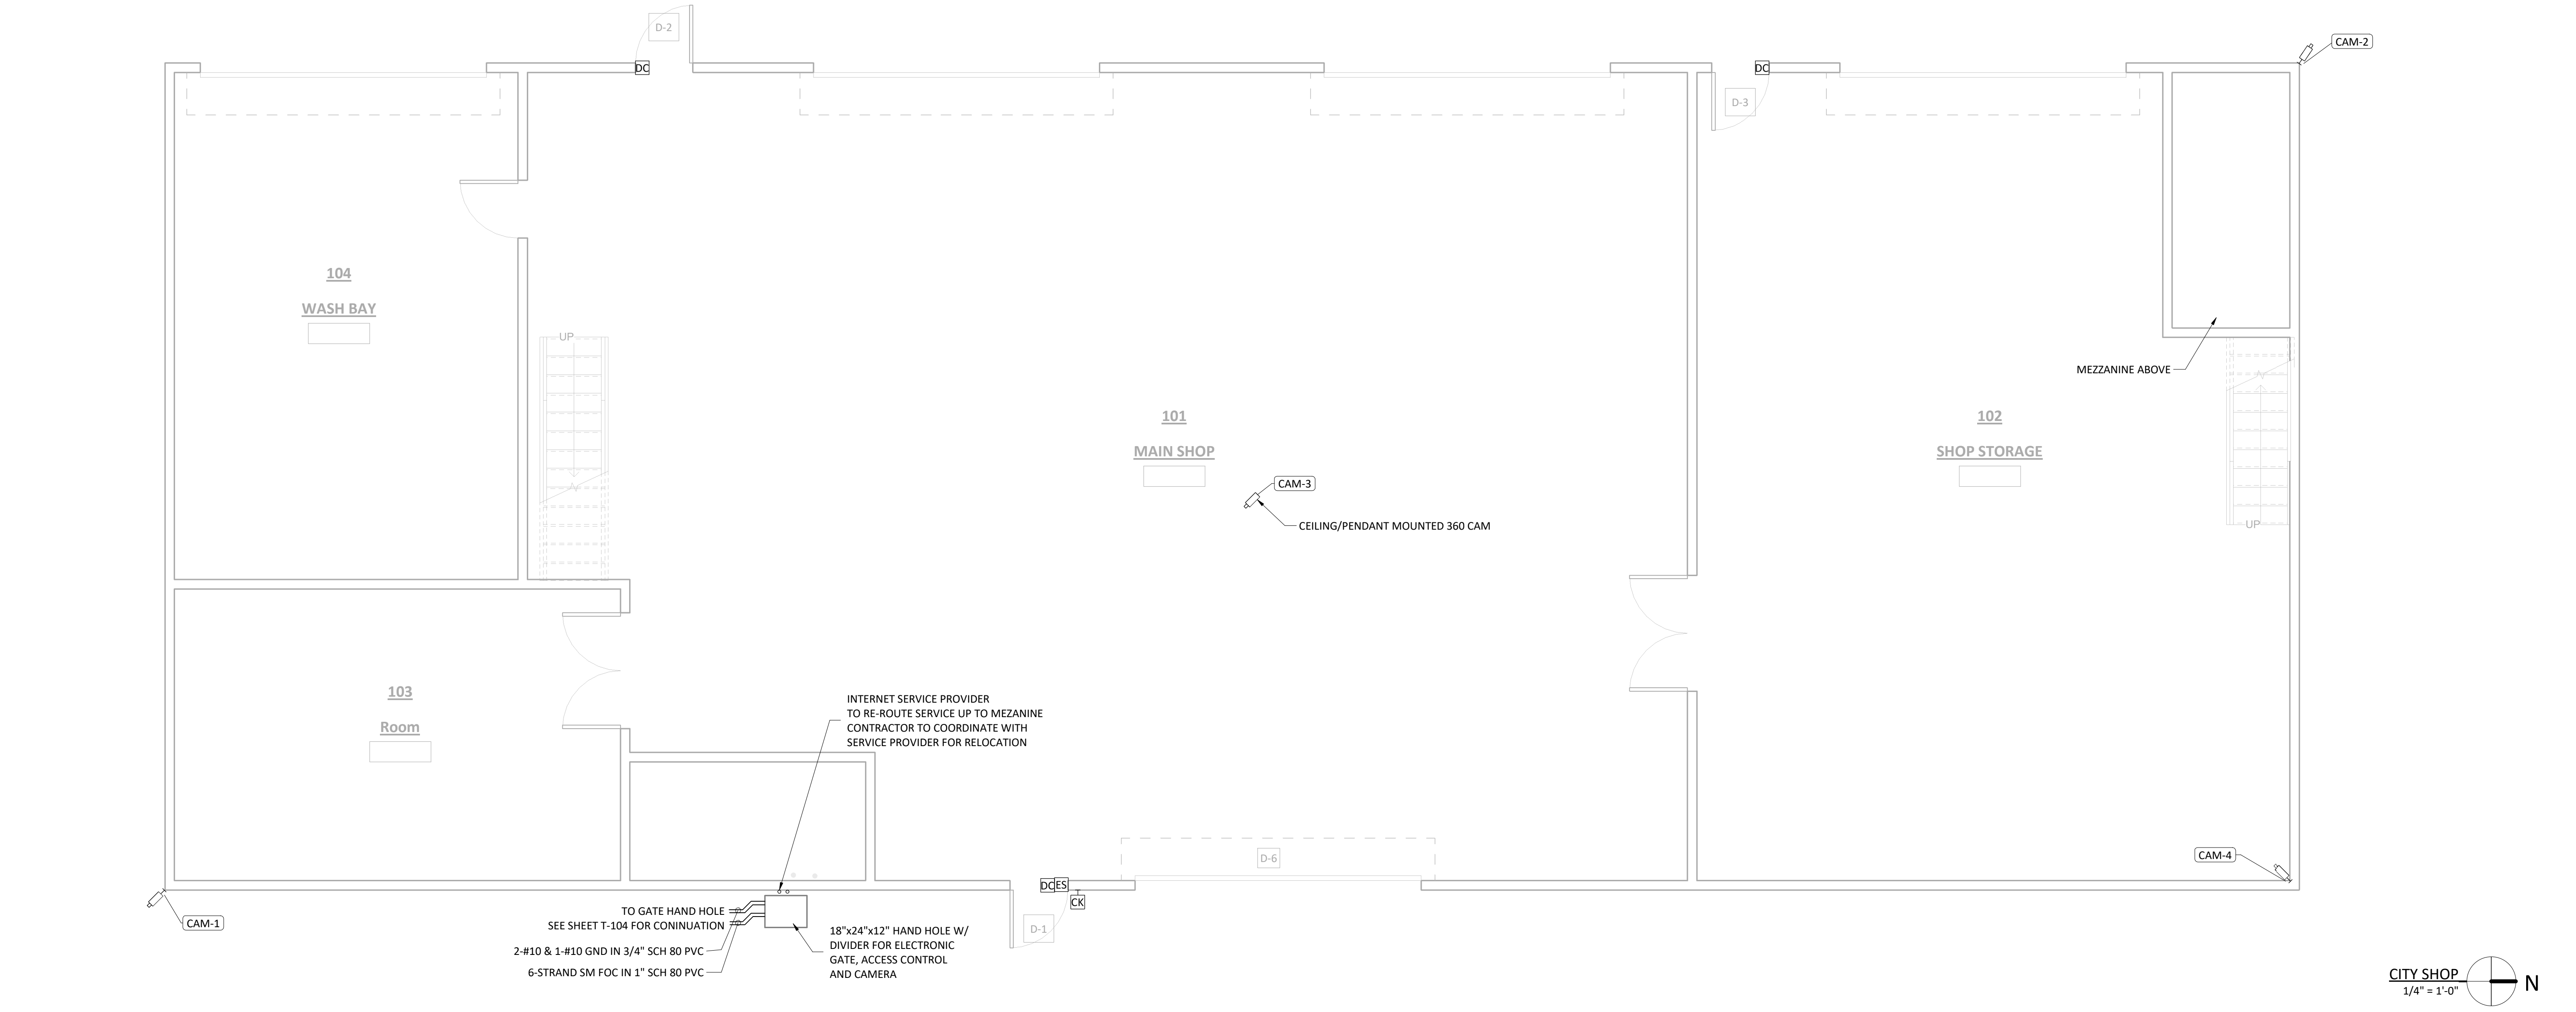 D-2
CAM-2
DC
DC
D-3
104
WASH BAY
UP
MEZZANINE ABOVE
101
MAIN SHOP
102
SHOP STORAGE
CAM-3
CEILING/PENDANT MOUNTED 360 CAM
UP
103
Room
INTERNET SERVICE PROVIDER
TO RE-ROUTE SERVICE UP TO MEZANINE
CONTRACTOR TO COORDINATE WITH
SERVICE PROVIDER FOR RELOCATION
D-6
CAM-4
DC
ES
CK
CAM-1
TO GATE HAND HOLE
SEE SHEET T-104 FOR CONINUATION
2-#10 & 1-#10 GND IN 3/4" SCH 80 PVC
6-STRAND SM FOC IN 1" SCH 80 PVC
18"x24"x12" HAND HOLE W/
DIVIDER FOR ELECTRONIC
GATE, ACCESS CONTROL
AND CAMERA
D-1
CITY SHOP
1/4" = 1'-0"
N